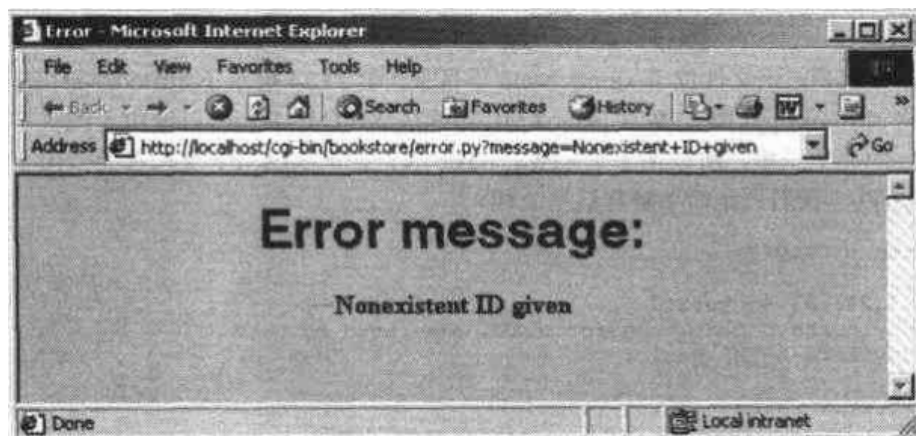 Error - Microsoft Internet Explorer
File Edit View Favorites Tools Help
Back Search Favorites History
Address http://localhost/cgi-bin/bookstore/error.py?message=Nonexistent+ID+given Go
Error message:
Nonexistent ID given
Done Local intranet